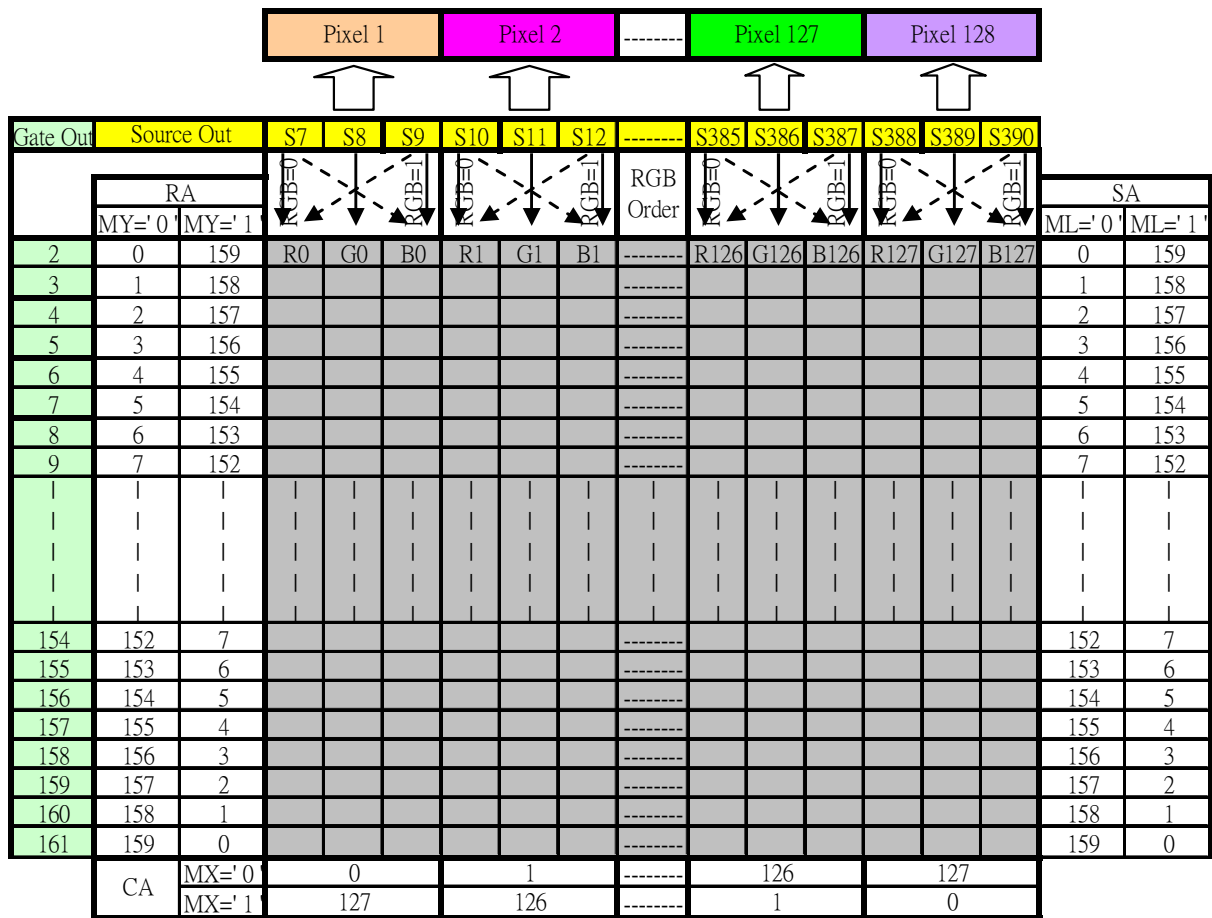 Pixel 1 Pixel 2 -------- Pixel 127 Pixel 128
Gate Out Source Out S7 S8 S9 S10 S11 S12 -------- S385 S386 S387 S388 S389 S390
RGB=0 RGB=1 RGB=0 RGB=1 RGB Order RGB=0 RGB=1 RGB=0 RGB=1
RA SA
MY=' 0 ' MY=' 1 ' ML=' 0 ' ML=' 1 '
2 0 159 R0 G0 B0 R1 G1 B1 -------- R126 G126 B126 R127 G127 B127 0 159
3 1 158 -------- 1 158
4 2 157 -------- 2 157
5 3 156 -------- 3 156
6 4 155 -------- 4 155
7 5 154 -------- 5 154
8 6 153 -------- 6 153
9 7 152 -------- 7 152
| | | | | | | | | | | | | | | | | |
| | | | | | | | | | | | | | | | | |
| | | | | | | | | | | | | | | | | |
| | | | | | | | | | | | | | | | | |
| | | | | | | | | | | | | | | | | |
| | | | | | | | | | | | | | | | | |
154 152 7 -------- 152 7
155 153 6 -------- 153 6
156 154 5 -------- 154 5
157 155 4 -------- 155 4
158 156 3 -------- 156 3
159 157 2 -------- 157 2
160 158 1 -------- 158 1
161 159 0 -------- 159 0
CA MX=' 0 ' 0 1 -------- 126 127
MX=' 1 ' 127 126 -------- 1 0